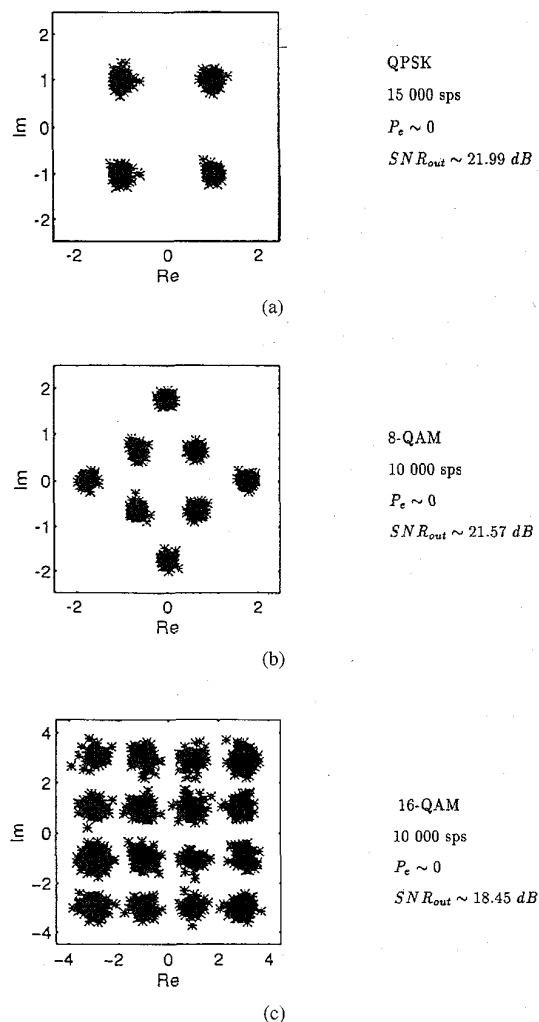 2
1
0
-1
-2
Im
-2 0 2
Re
QPSK
15 000 sps
P_e ∼ 0
SNR_out ∼ 21.99 dB
(a)
2
1
0
-1
-2
Im
-2 0 2
Re
8-QAM
10 000 sps
P_e ∼ 0
SNR_out ∼ 21.57 dB
(b)
4
2
0
-2
-4
Im
-4 -2 0 2 4
Re
16-QAM
10 000 sps
P_e ∼ 0
SNR_out ∼ 18.45 dB
(c)